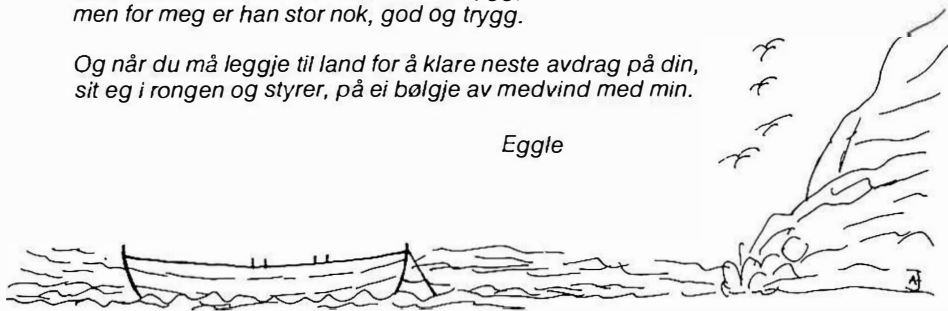 men for meg er han stor nok, god og trygg.
Og når du må leggje til land for å klare neste avdrag på din,
sit eg i rongen og styrer, på ei bølgje av medvind med min.
Eggle